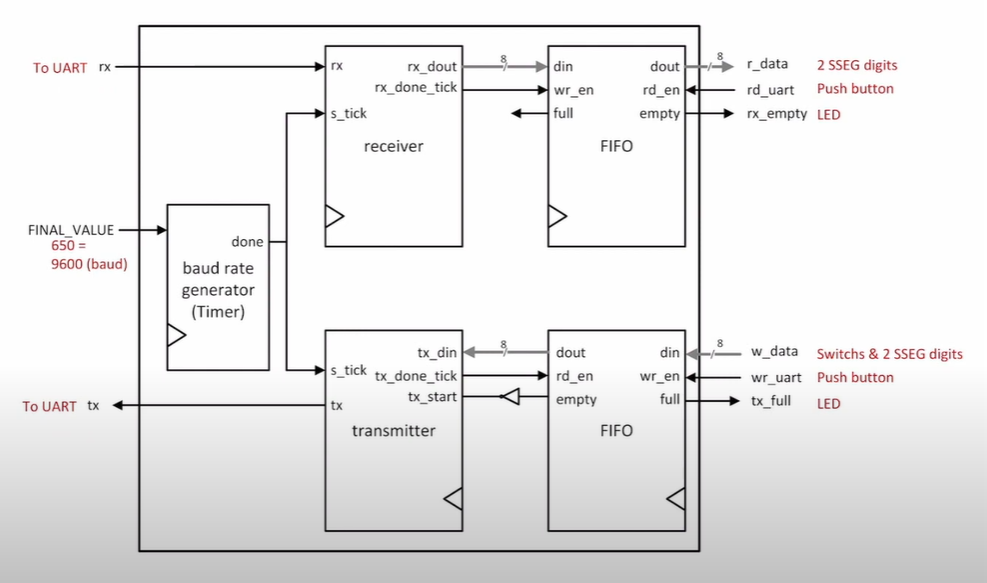 To UART rx
rx
rx_dout
8
din
dout
8
r_data
2 SSEG digits
rx_done_tick
wr_en
rd_en
rd_uart
Push button
s_tick
full
empty
rx_empty
LED
receiver
FIFO
FINAL_VALUE
650 =
9600 (baud)
done
baud rate
generator
(Timer)
tx_din
8
dout
din
8
w_data
Switchs & 2 SSEG digits
s_tick
tx_done_tick
rd_en
wr_en
wr_uart
Push button
To UART tx
tx
tx_start
empty
full
tx_full
LED
transmitter
FIFO